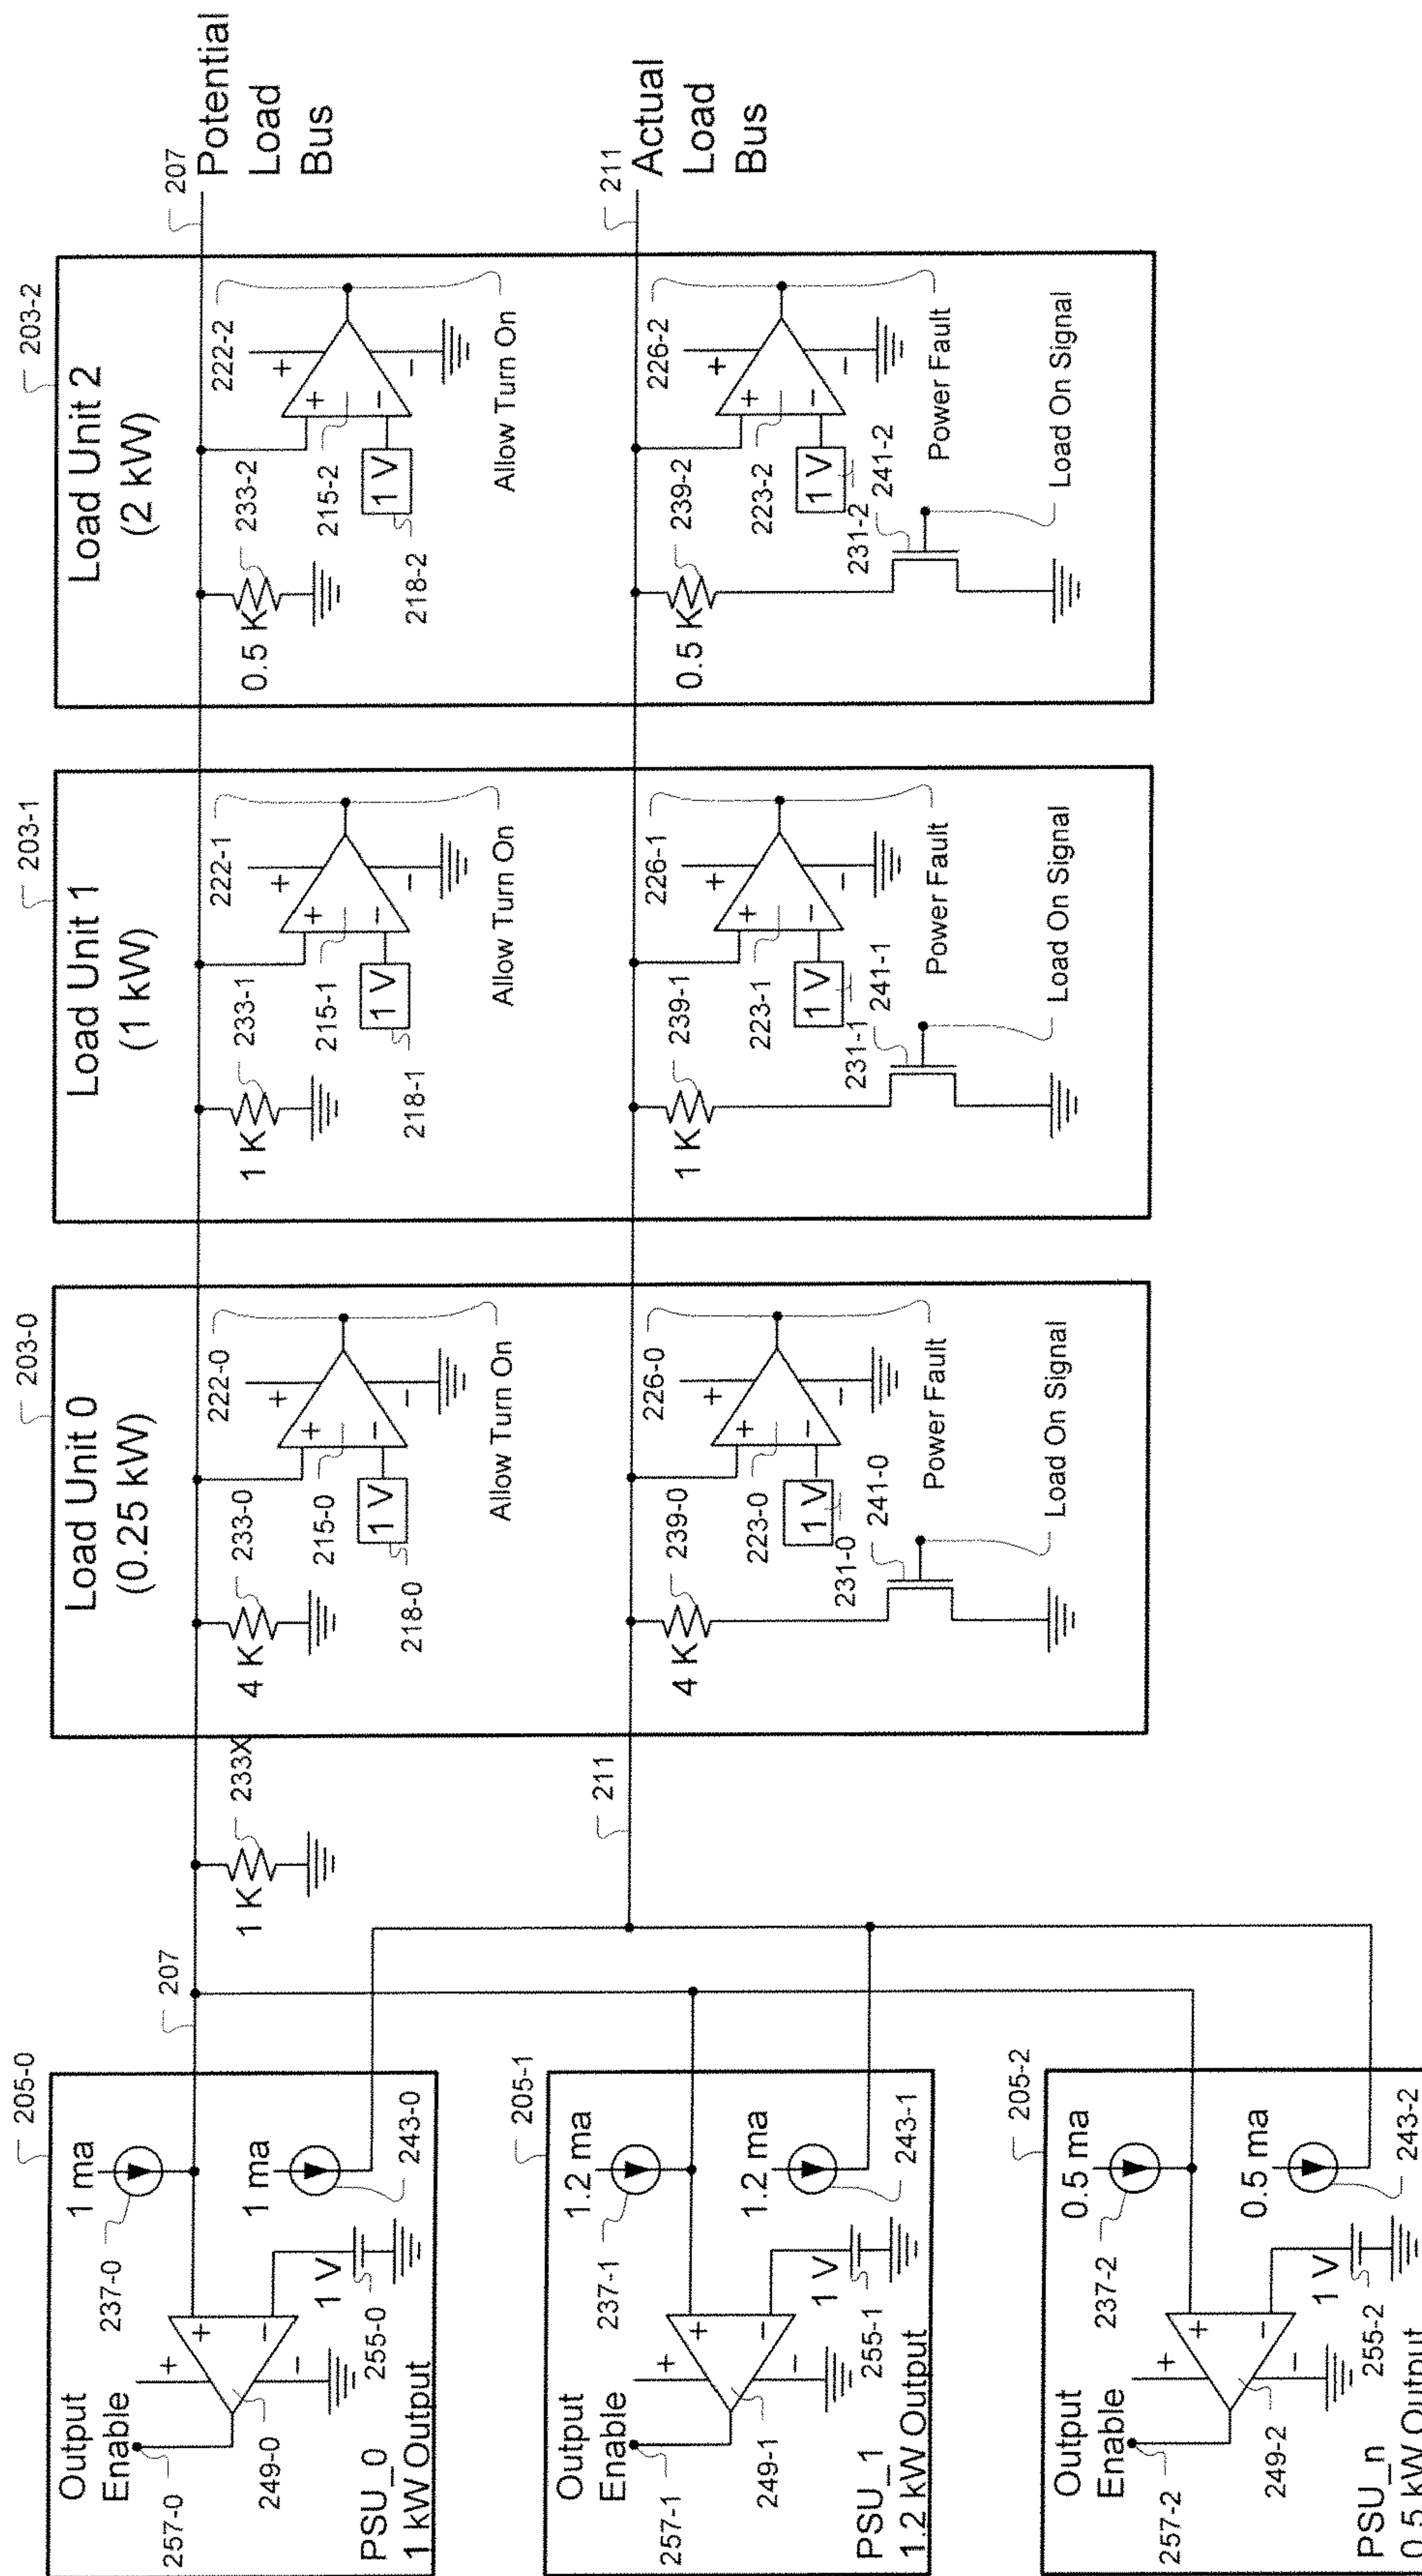 203-2
Load Unit 2
(2 kW)
207
Potential
Load
Bus
222-2
+
+
−
233-2
0.5 K
215-2
1 V
218-2
Allow Turn On
211
Actual
Load
Bus
226-2
+
+
−
−
239-2
0.5 K
223-2
1 V
241-2
231-2
Power Fault
Load On Signal
203-1
Load Unit 1
(1 kW)
222-1
+
+
−
−
233-1
1 K
215-1
1 V
218-1
Allow Turn On
226-1
+
+
−
−
239-1
1 K
223-1
1 V
241-1
231-1
Power Fault
Load On Signal
203-0
Load Unit 0
(0.25 kW)
222-0
+
+
−
−
233-0
4 K
215-0
1 V
218-0
Allow Turn On
226-0
+
+
−
−
239-0
4 K
223-0
1 V
241-0
231-0
Power Fault
Load On Signal
233X
1 K
207
211
205-0
1 ma
237-0
1 ma
243-0
Output
Enable
+
+
−
−
1 V
257-0
249-0
255-0
PSU_0
1 kW Output
205-1
1.2 ma
237-1
1.2 ma
243-1
Output
Enable
+
+
−
−
1 V
257-1
249-1
255-1
PSU_1
1.2 kW Output
205-2
0.5 ma
237-2
0.5 ma
243-2
Output
Enable
+
+
−
−
1 V
257-2
249-2
255-2
PSU_n
0.5 kW Output